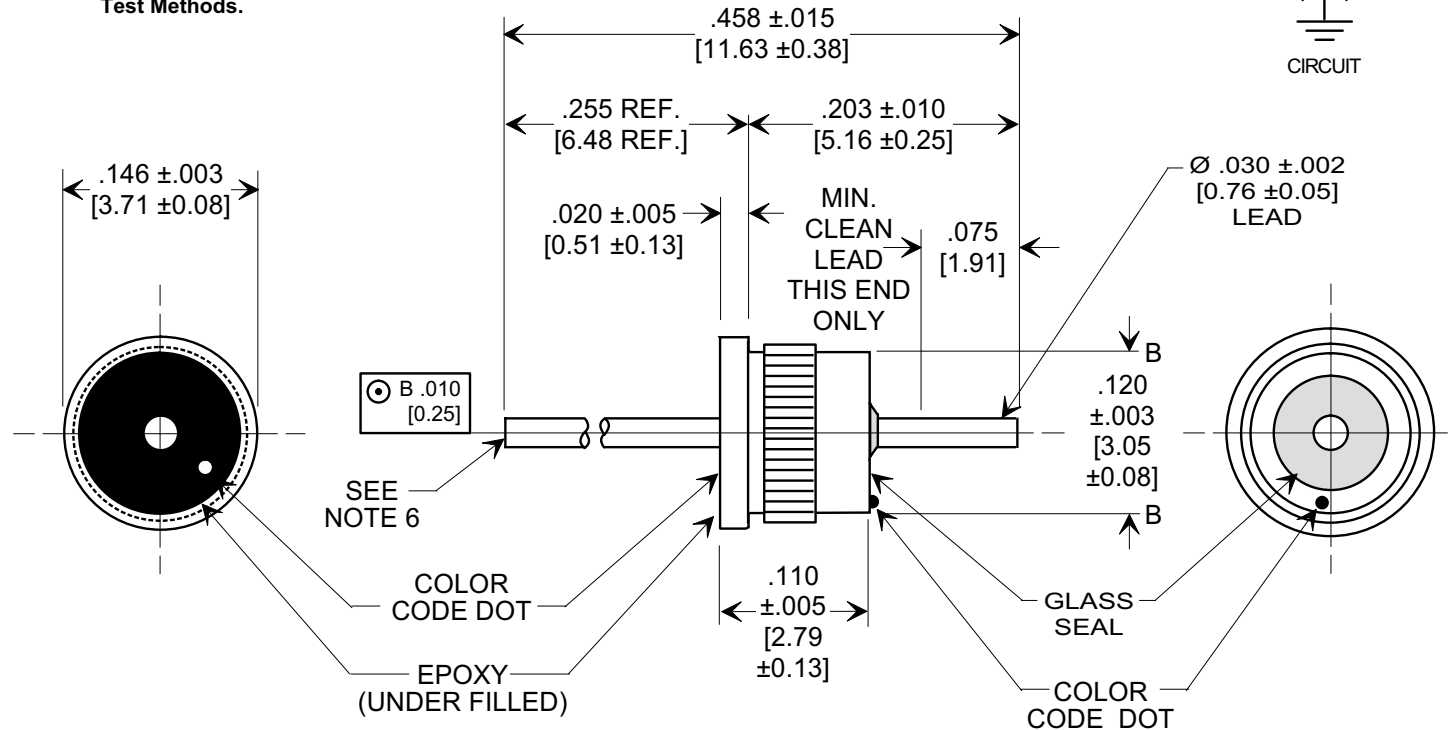 Test Methods.
.458 ±.015
[11.63 ±0.38]
CIRCUIT
.255 REF.
[6.48 REF.]
.203 ±.010
[5.16 ±0.25]
.146 ±.003
[3.71 ±0.08]
Ø .030 ±.002
[0.76 ±0.05]
LEAD
.020 ±.005
[0.51 ±0.13]
MIN.
CLEAN
LEAD
THIS END
ONLY
.075
[1.91]
B
.120
±.003
[3.05
±0.08]
B
B .010
[0.25]
SEE
NOTE 6
COLOR
CODE DOT
EPOXY
(UNDER FILLED)
.110
±.005
[2.79
±0.13]
GLASS
SEAL
COLOR
CODE DOT